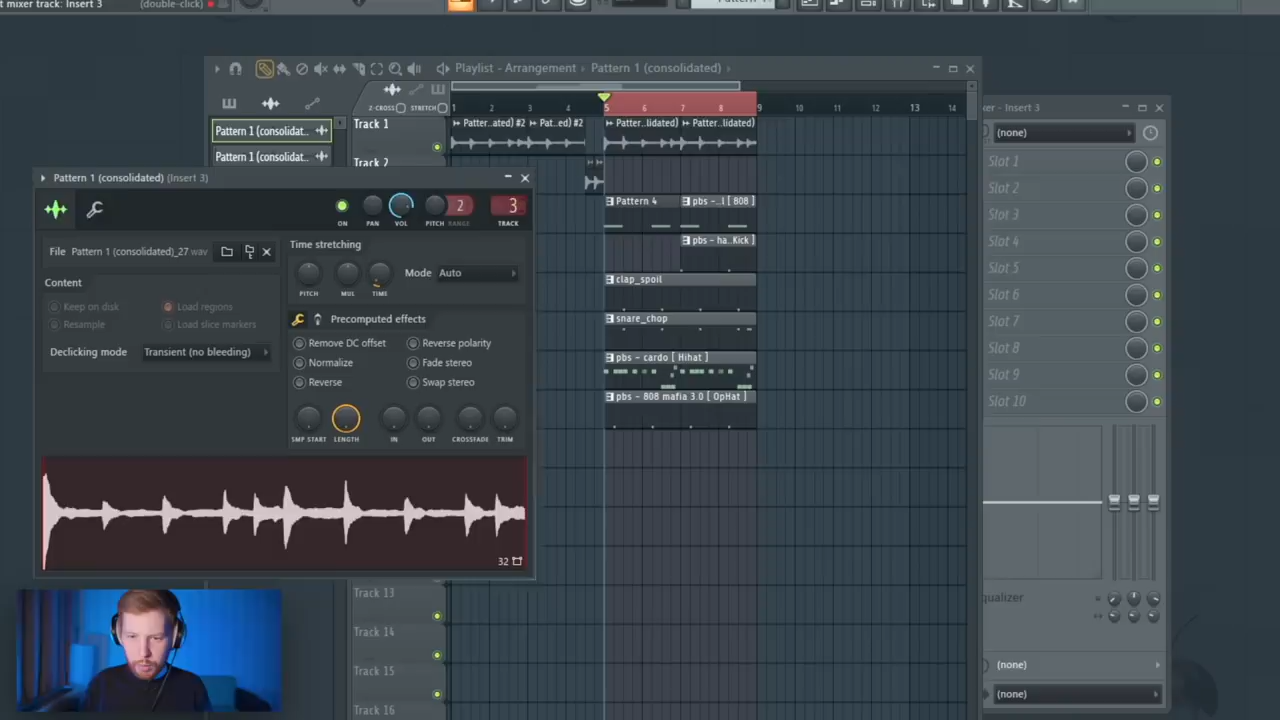 t mixer track: Insert 3
(double-click)
Playlist - Arrangement › Pattern 1 (consolidated) ›
Z-CROSS
STRETCH
1 2 3 4 5 6 7 8 9 10 11 12 13 14
Pattern 1 (consolidat..
Pattern 1 (consolidat..
Track 1
Patter..ated) #2
Pat..ed) #2
Patter..lidated)
Patter..lidated)
Track 2
Pattern 4
pbs -..l [ 808 ]
pbs - ha..Kick ]
clap_spoil
snare_chop
pbs - cardo [ Hihat ]
pbs - 808 mafia 3.0 [ OpHat ]
Track 13
Track 14
Track 15
Track 16
Pattern 1 (consolidated) (Insert 3)
2
3
ON
PAN
VOL
PITCH
RANGE
TRACK
File
Pattern 1 (consolidated)_27 wav
Content
Keep on disk
Load regions
Resample
Load slice markers
Declicking mode
Transient (no bleeding)
Time stretching
PITCH
MUL
TIME
Mode
Auto
Precomputed effects
Remove DC offset
Reverse polarity
Normalize
Fade stereo
Reverse
Swap stereo
SMP START
LENGTH
IN
OUT
CROSSFADE
TRIM
32
- Insert 3
(none)
Slot 1
Slot 2
Slot 3
Slot 4
Slot 5
Slot 6
Slot 7
Slot 8
Slot 9
Slot 10
qualizer
(none)
(none)